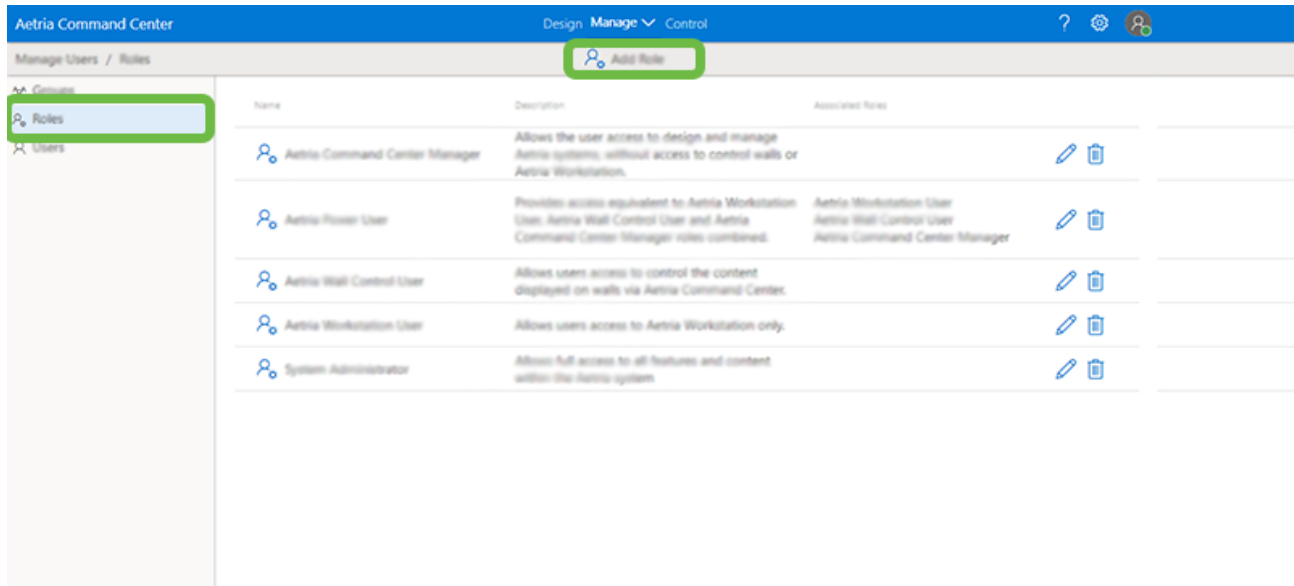 Aetria Command Center
Design Manage Control
?
Manage Users / Roles
Add Role
Groups
Roles
Users
Name Description Associated Roles
Aetria Command Center Manager
Allows the user access to design and manage
Aetria systems, without access to control walls or
Aetria Workstation.
Aetria Power User
Provides access equivalent to Aetria Workstation
User, Aetria Wall Control User and Aetria
Command Center Manager roles combined.
Aetria Workstation User
Aetria Wall Control User
Aetria Command Center Manager
Aetria Wall Control User
Allows users access to control the content
displayed on walls via Aetria Command Center.
Aetria Workstation User
Allows users access to Aetria Workstation only.
System Administrator
Allows full access to all features and content
within the Aetria system